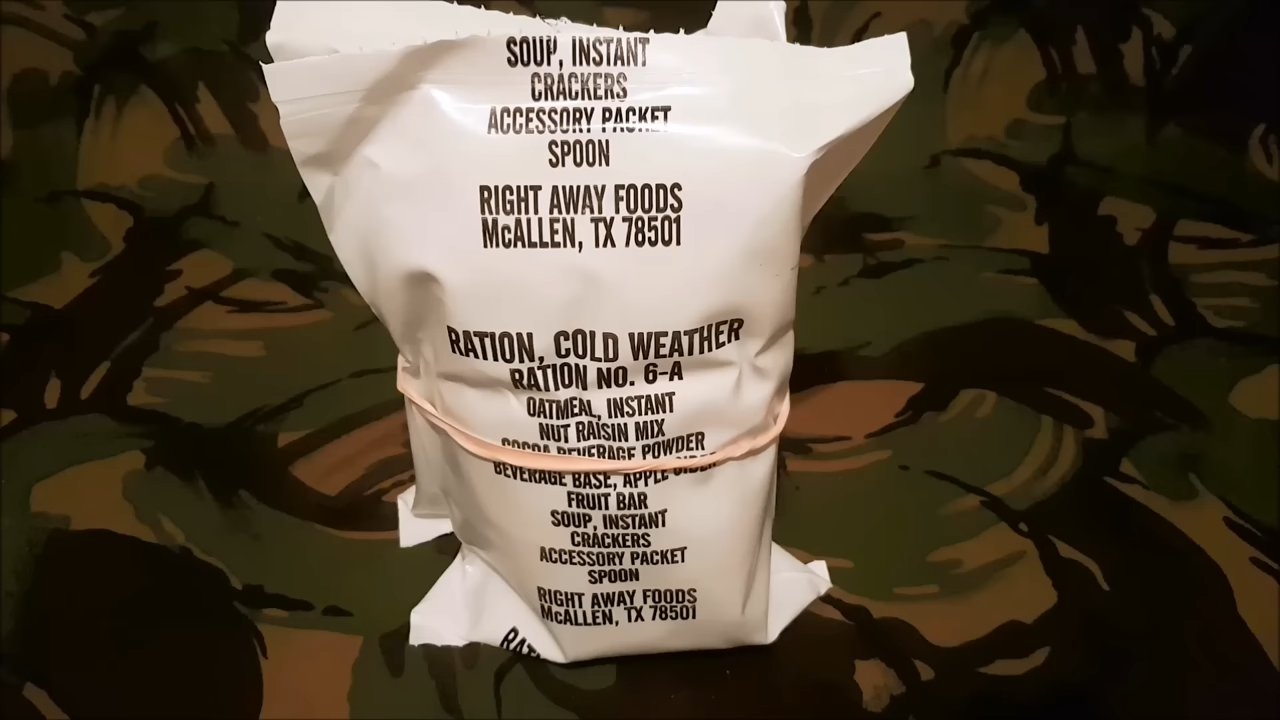 SOUP, INSTANT
CRACKERS
ACCESSORY PACKET
SPOON
RIGHT AWAY FOODS
McALLEN, TX 78501
RATION, COLD WEATHER
RATION NO. 6-A
OATMEAL, INSTANT
NUT RAISIN MIX
COCOA BEVERAGE POWDER
BEVERAGE BASE, APPLE CIDER
FRUIT BAR
SOUP, INSTANT
CRACKERS
ACCESSORY PACKET
SPOON
RIGHT AWAY FOODS
McALLEN, TX 78501